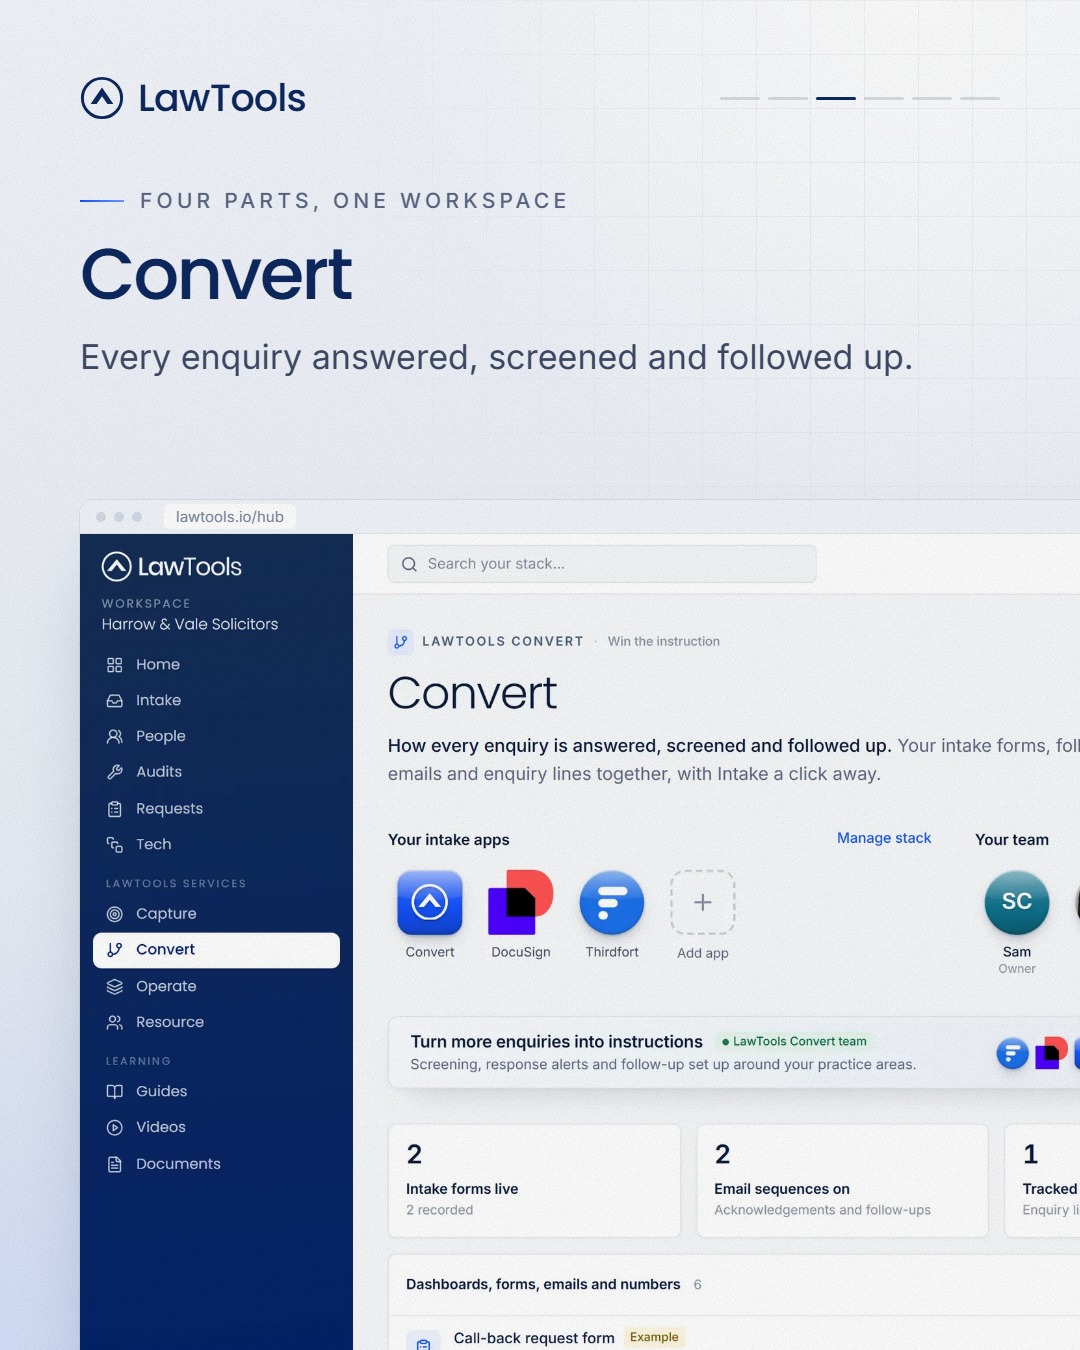 LawTools
FOUR PARTS, ONE WORKSPACE
Convert
Every enquiry answered, screened and followed up.
lawtools.io/hub
LawTools
WORKSPACE
Harrow & Vale Solicitors
Home
Intake
People
Audits
Requests
Tech
LAWTOOLS SERVICES
Capture
Convert
Operate
Resource
LEARNING
Guides
Videos
Documents
Search your stack...
LAWTOOLS CONVERT · Win the instruction
Convert
How every enquiry is answered, screened and followed up. Your intake forms, foll
emails and enquiry lines together, with Intake a click away.
Your intake apps
Manage stack
Convert
DocuSign
Thirdfort
Add app
Your team
SC
Sam
Owner
Turn more enquiries into instructions
LawTools Convert team
Screening, response alerts and follow-up set up around your practice areas.
2
Intake forms live
2 recorded
2
Email sequences on
Acknowledgements and follow-ups
1
Tracked
Enquiry li
Dashboards, forms, emails and numbers 6
Call-back request form Example